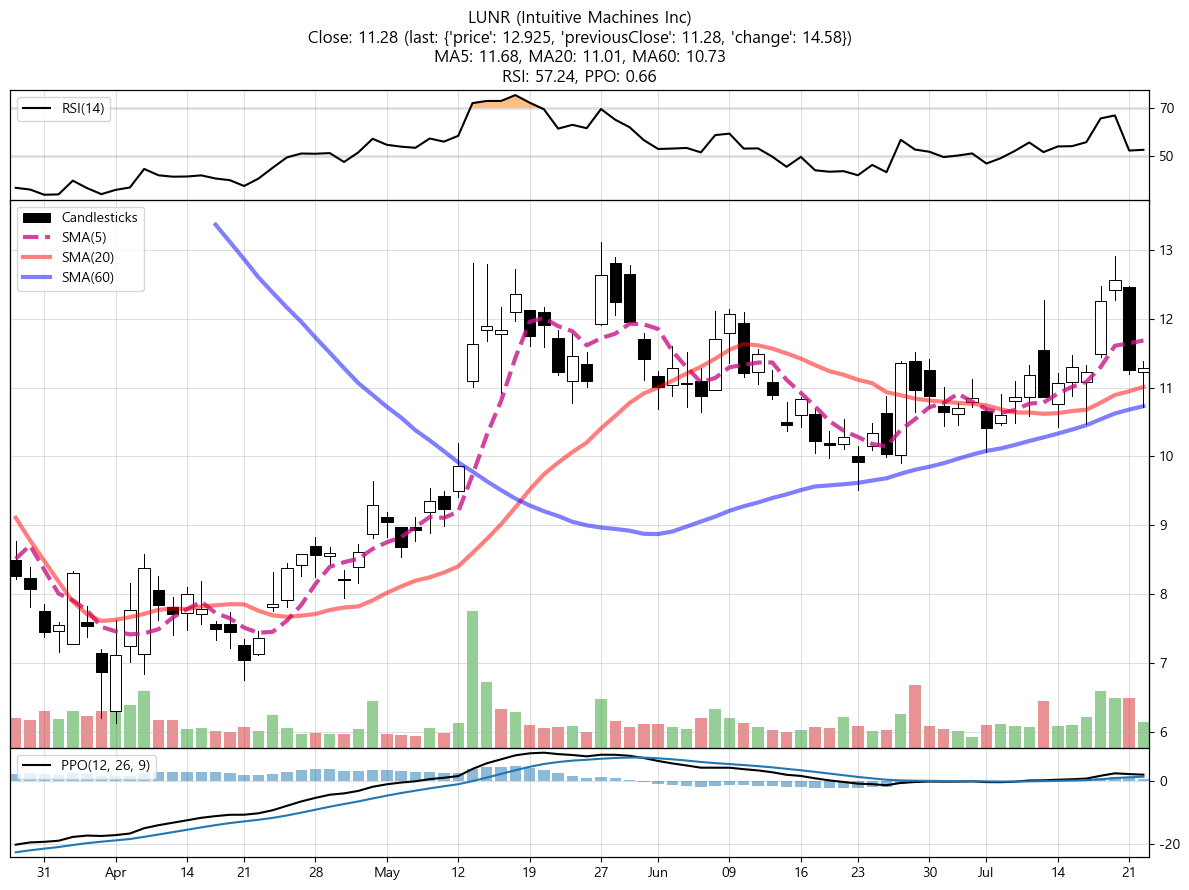 LUNR (Intuitive Machines Inc)
Close: 11.28 (last: {'price': 12.925, 'previousClose': 11.28, 'change': 14.58})
MA5: 11.68, MA20: 11.01, MA60: 10.73
RSI: 57.24, PPO: 0.66
RSI(14)
70
50
Candlesticks
SMA(5)
SMA(20)
SMA(60)
13
12
11
10
9
8
7
6
PPO(12, 26, 9)
0
-20
31 Apr 14 21 28 May 12 19 27 Jun 09 16 23 30 Jul 14 21